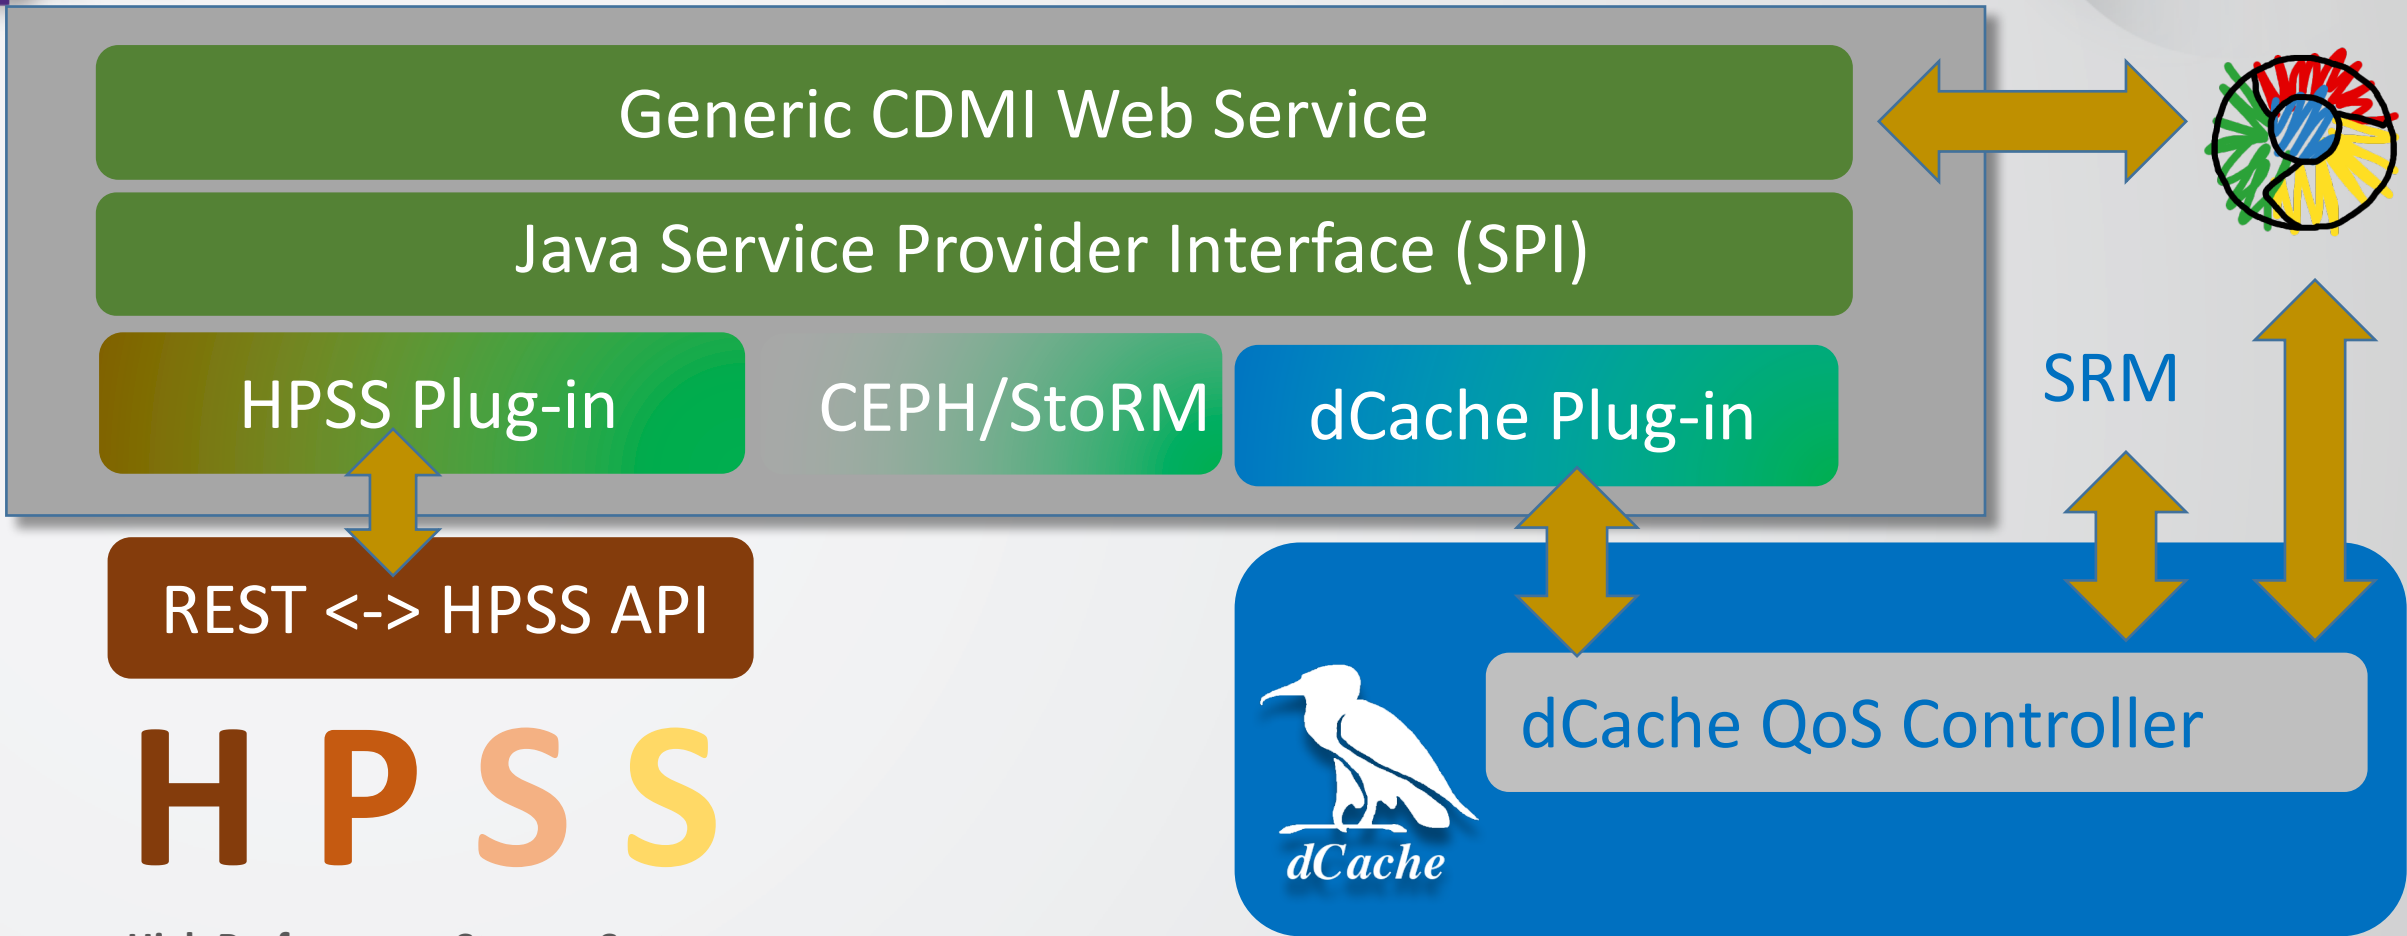 Generic CDMI Web Service
Java Service Provider Interface (SPI)
HPSS Plug-in
CEPH/StoRM
dCache Plug-in
SRM
REST <-> HPSS API
dCache QoS Controller
H P S S
dCache